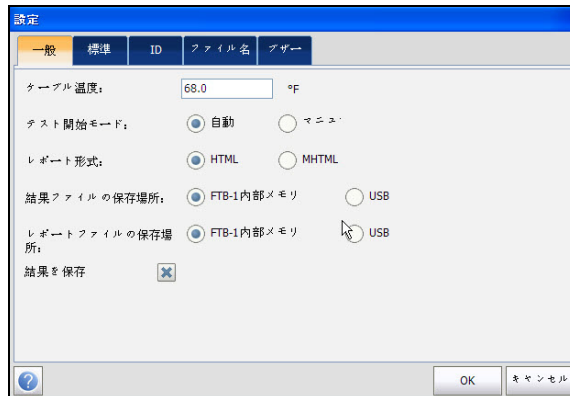 設定
一般 標準 ID ファイル名 ブザー
ケーブル温度: 68.0 °F
テスト開始モード: 自動 マニュ
レポート形式: HTML MHTML
結果ファイルの保存場所: FTB-1内部メモリ USB
レポートファイルの保存場
所: FTB-1内部メモリ USB
結果を保存
? OK キャンセル